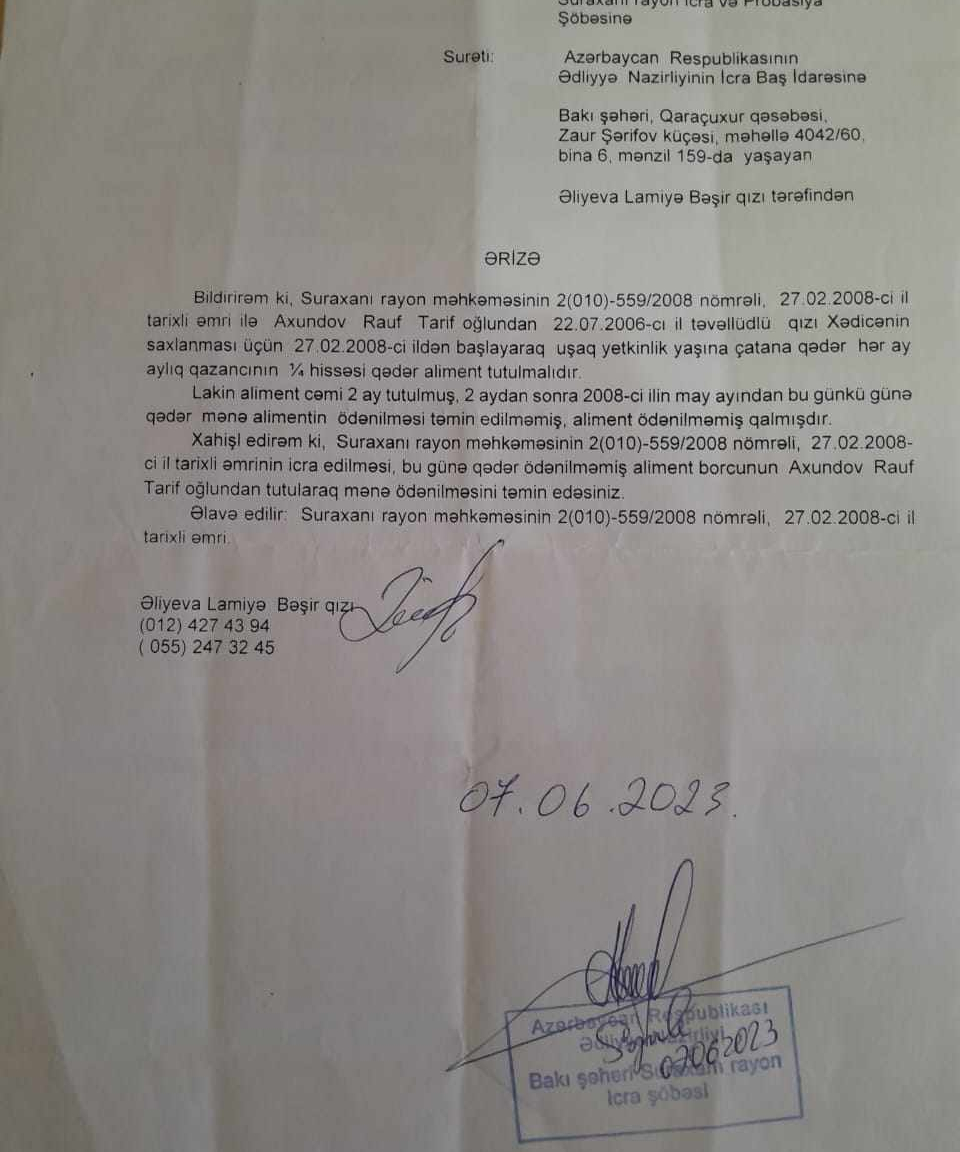 Suraxanı rayon İcra və Probasiya
Şöbəsinə
Surəti: Azərbaycan Respublikasının
Ədliyyə Nazirliyinin İcra Baş İdarəsinə
Bakı şəhəri, Qaraçuxur qəsəbəsi,
Zaur Şərifov küçəsi, məhəllə 4042/60,
bina 6, mənzil 159-da yaşayan
Əliyeva Lamiyə Bəşir qızı tərəfindən
ƏRİZƏ
Bildirirəm ki, Suraxanı rayon məhkəməsinin 2(010)-559/2008 nömrəli, 27.02.2008-ci il
tarixli əmri ilə Axundov Rauf Tarif oğlundan 22.07.2006-cı il təvəllüdlü qızı Xədicənin
saxlanması üçün 27.02.2008-ci ildən başlayaraq uşaq yetkinlik yaşına çatana qədər hər ay
aylıq qazancının ¼ hissəsi qədər aliment tutulmalıdır.
Lakin aliment cəmi 2 ay tutulmuş, 2 aydan sonra 2008-ci ilin may ayından bu günkü günə
qədər mənə alimentin ödənilməsi təmin edilməmiş, aliment ödənilməmiş qalmışdır.
Xahişl edirəm ki, Suraxanı rayon məhkəməsinin 2(010)-559/2008 nömrəli, 27.02.2008-
ci il tarixli əmrinin icra edilməsi, bu günə qədər ödənilməmiş aliment borcunun Axundov Rauf
Tarif oğlundan tutularaq mənə ödənilməsini təmin edəsiniz.
Əlavə edilir: Suraxanı rayon məhkəməsinin 2(010)-559/2008 nömrəli, 27.02.2008-ci il
tarixli əmri.
Əliyeva Lamiyə Bəşir qızı
(012) 427 43 94
( 055) 247 32 45
07.06.2023.
Azərbaycan Respublikası
Ədliyyə Nazirliyi
07062023
Bakı şəhəri Suraxanı rayon
İcra şöbəsi